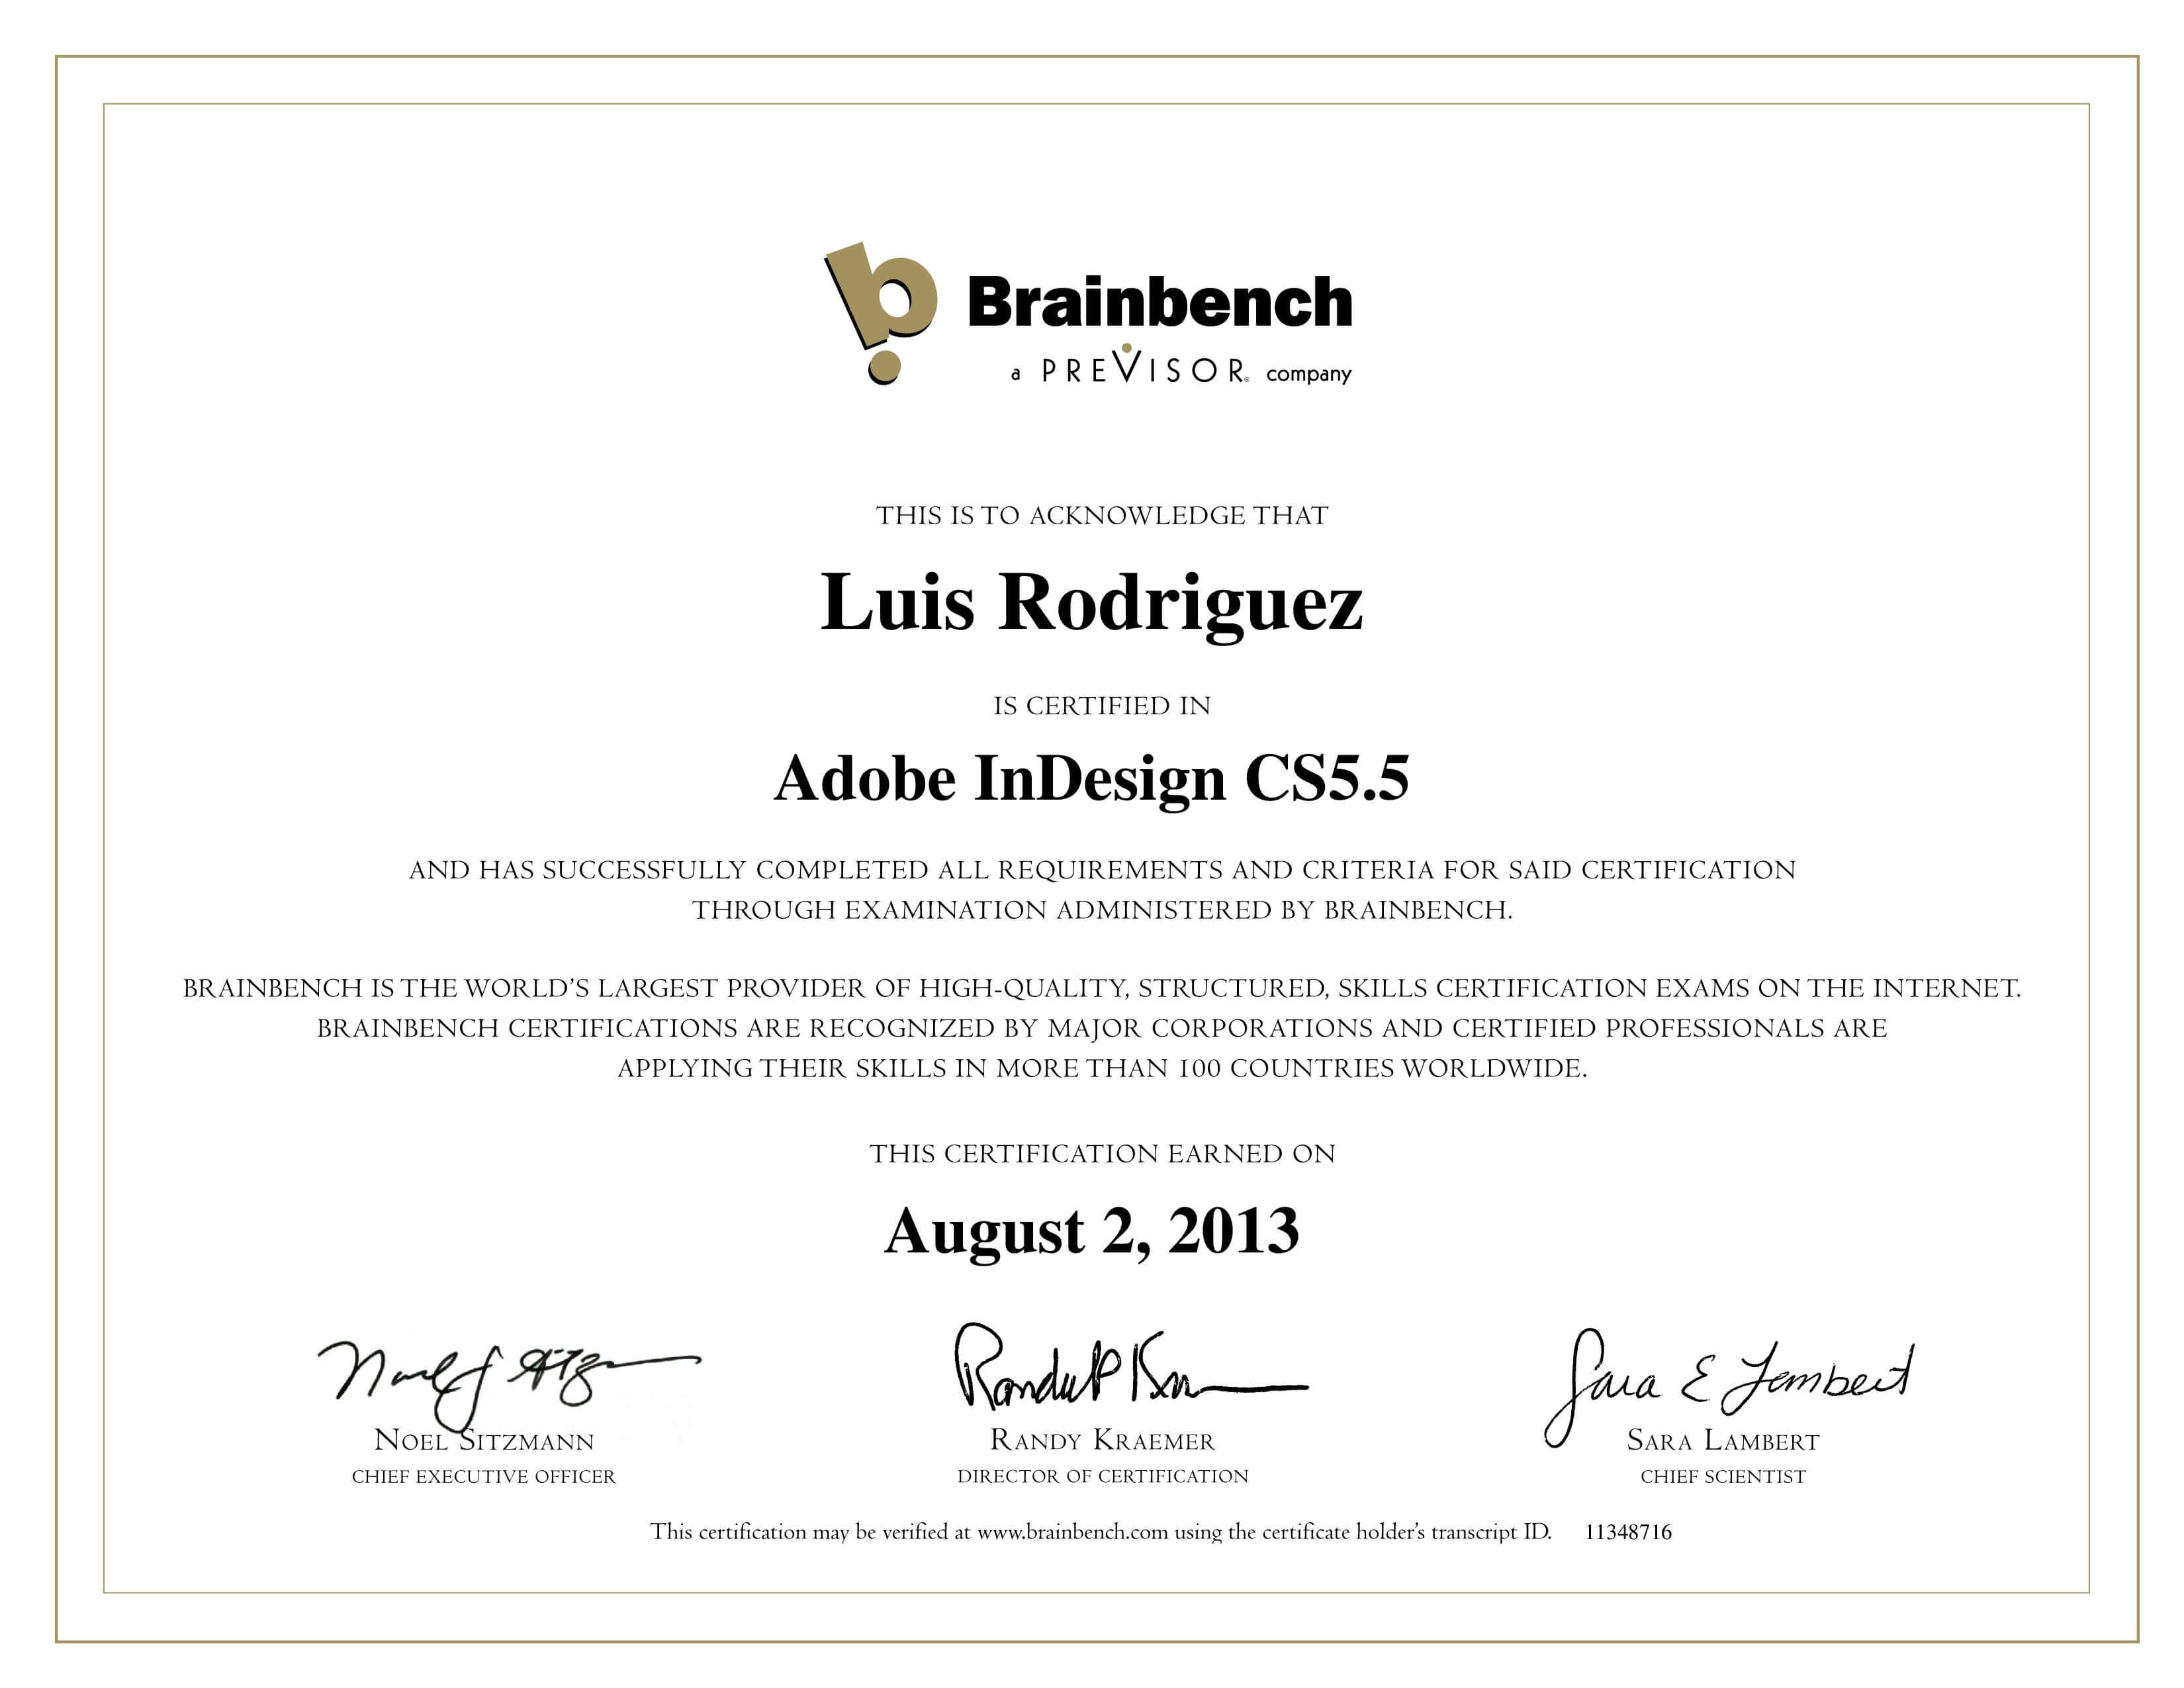 Brainbench
a PREVISOR® company
THIS IS TO ACKNOWLEDGE THAT
Luis Rodriguez
IS CERTIFIED IN
Adobe InDesign CS5.5
AND HAS SUCCESSFULLY COMPLETED ALL REQUIREMENTS AND CRITERIA FOR SAID CERTIFICATION
THROUGH EXAMINATION ADMINISTERED BY BRAINBENCH.
BRAINBENCH IS THE WORLD'S LARGEST PROVIDER OF HIGH-QUALITY, STRUCTURED, SKILLS CERTIFICATION EXAMS ON THE INTERNET.
BRAINBENCH CERTIFICATIONS ARE RECOGNIZED BY MAJOR CORPORATIONS AND CERTIFIED PROFESSIONALS ARE
APPLYING THEIR SKILLS IN MORE THAN 100 COUNTRIES WORLDWIDE.
THIS CERTIFICATION EARNED ON
August 2, 2013
Sara E Lambert
NOEL SITZMANN RANDY KRAEMER SARA LAMBERT
CHIEF EXECUTIVE OFFICER DIRECTOR OF CERTIFICATION CHIEF SCIENTIST
This certification may be verified at www.brainbench.com using the certificate holder's transcript ID. 11348716